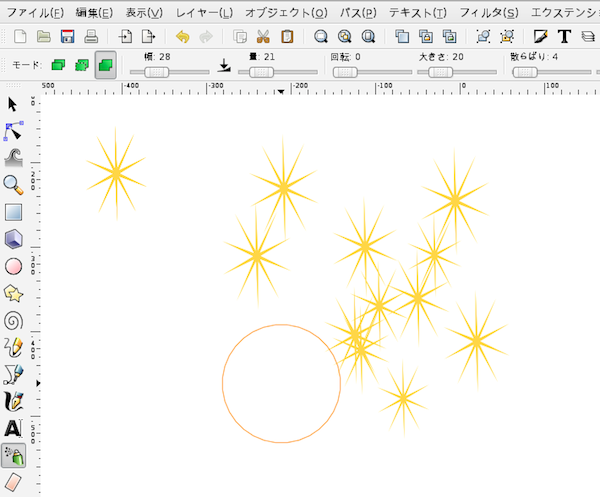 ファイル(F) 編集(E) 表示(V) レイヤー(L) オブジェクト(O) パス(P) テキスト(T) フィルタ(S) エクステンシ
モード: 幅: 28 量: 21 回転: 0 大きさ: 20 散らばり: 4
500 -400 -300 -200 -100 0 100